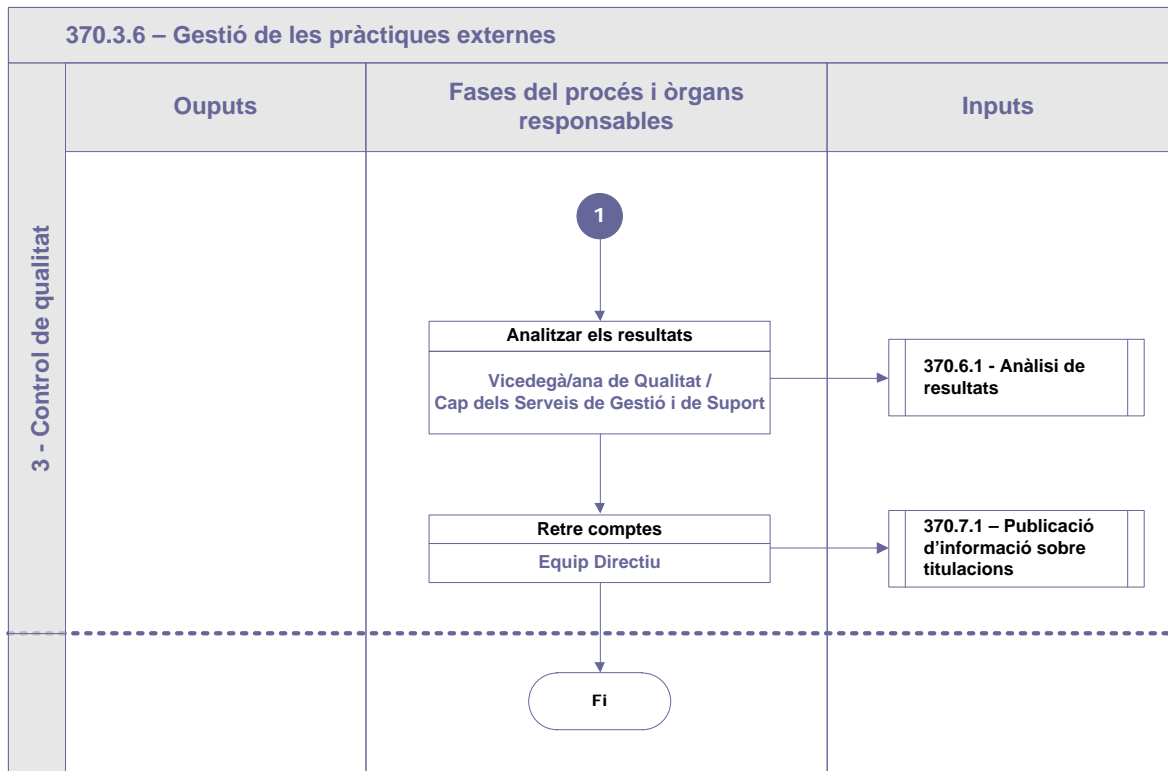 370.3.6 – Gestió de les pràctiques externes
Ouputs
Fases del procés i òrgans
responsables
Inputs
3 - Control de qualitat
1
Analitzar els resultats
Vicedegà/ana de Qualitat /
Cap dels Serveis de Gestió i de Suport
370.6.1 - Anàlisi de
resultats
Retre comptes
Equip Directiu
370.7.1 – Publicació
d'informació sobre
titulacions
Fi